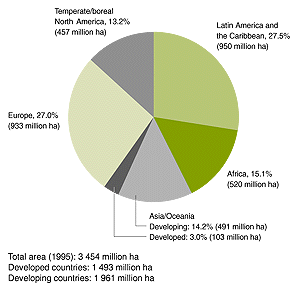 Temperate/boreal
North America, 13.2%
(457 million ha)
Latin America and
the Caribbean, 27.5%
(950 million ha)
Europe, 27.0%
(933 million ha)
Africa, 15.1%
(520 million ha)
Asia/Oceania
Developing: 14.2% (491 million ha)
Developed: 3.0% (103 million ha)
Total area (1995): 3 454 million ha
Developed countries: 1 493 million ha
Developing countries: 1 961 million ha